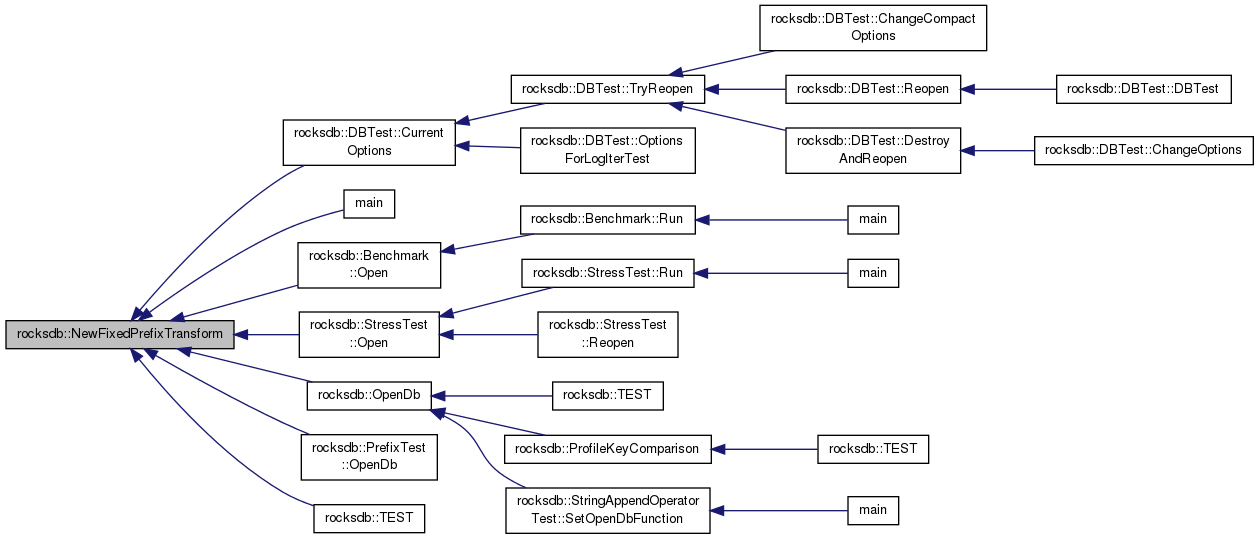 rocksdb::DBTest::ChangeCompact
Options
rocksdb::DBTest::TryReopen
rocksdb::DBTest::Reopen
rocksdb::DBTest::DBTest
rocksdb::DBTest::Current
Options
rocksdb::DBTest::Options
ForLogIterTest
rocksdb::DBTest::Destroy
AndReopen
rocksdb::DBTest::ChangeOptions
main
rocksdb::Benchmark::Run
main
rocksdb::Benchmark
::Open
rocksdb::StressTest::Run
main
rocksdb::NewFixedPrefixTransform
rocksdb::StressTest
::Open
rocksdb::StressTest
::Reopen
rocksdb::OpenDb
rocksdb::TEST
rocksdb::PrefixTest
::OpenDb
rocksdb::ProfileKeyComparison
rocksdb::TEST
rocksdb::TEST
rocksdb::StringAppendOperator
Test::SetOpenDbFunction
main